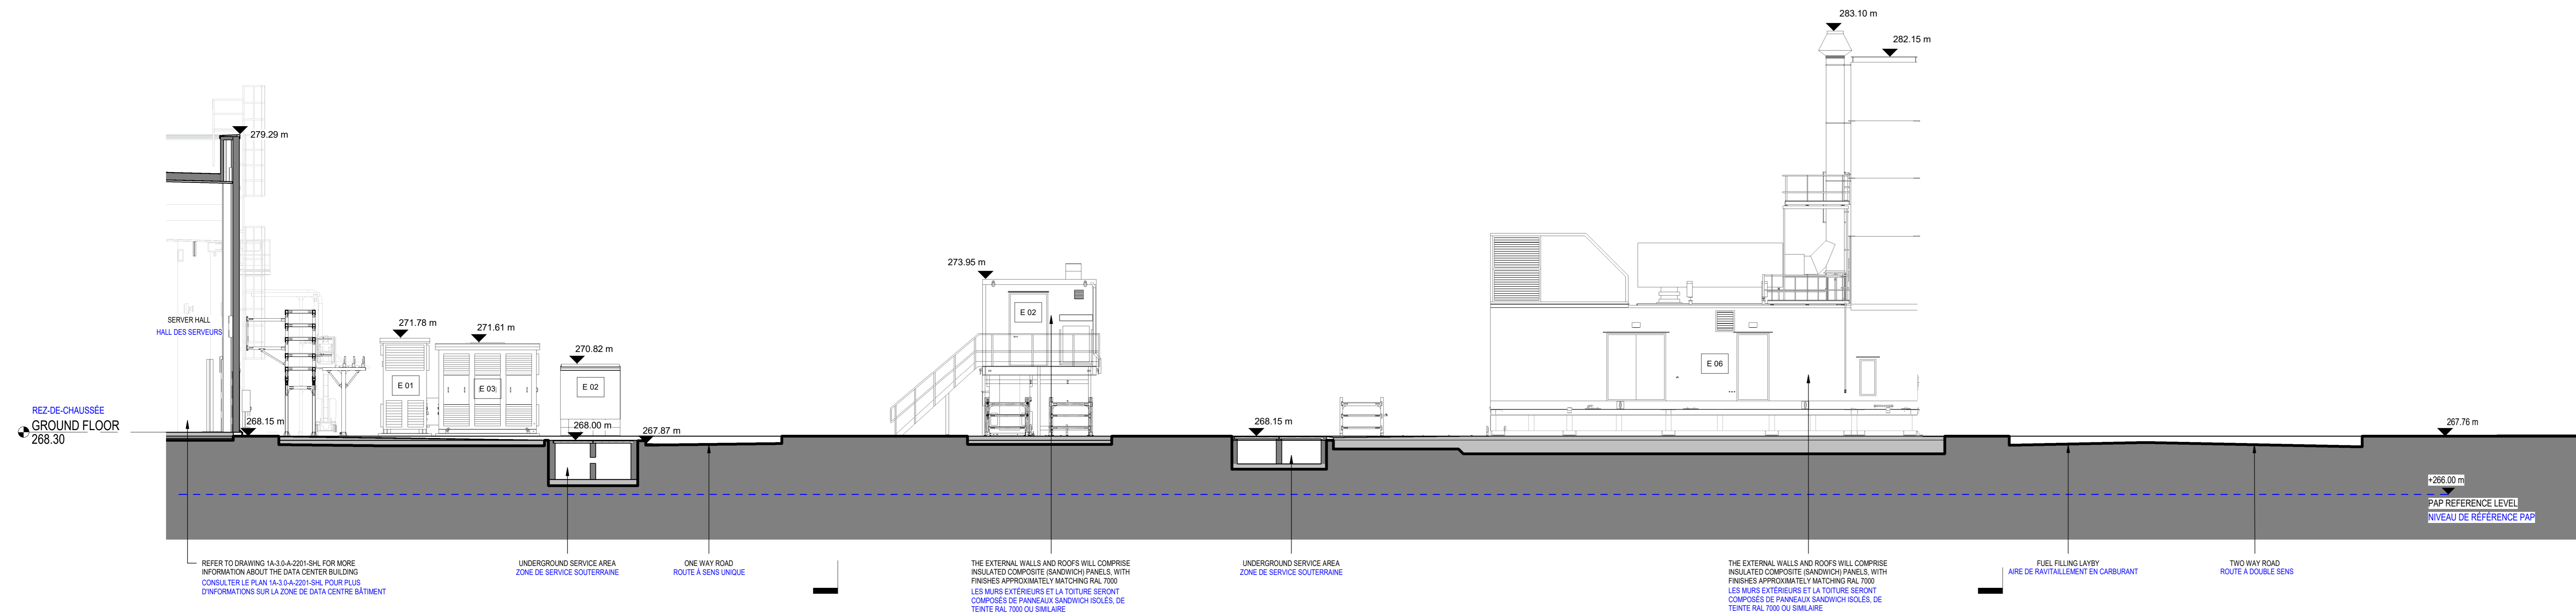 283.10 m
282.15 m
279.29 m
273.95 m
271.78 m
271.61 m
270.82 m
SERVER HALL
HALL DES SERVEURS
E 01
E 03
E 02
E 02
E 06
REZ-DE-CHAUSSÉE
GROUND FLOOR
268.30
268.15 m
268.00 m
267.87 m
268.15 m
267.76 m
+266.00 m
PAP REFERENCE LEVEL
NIVEAU DE RÉFÉRENCE PAP
REFER TO DRAWING 1A-3.0-A-2201-SHL FOR MORE
INFORMATION ABOUT THE DATA CENTER BUILDING
CONSULTER LE PLAN 1A-3.0-A-2201-SHL POUR PLUS
D'INFORMATIONS SUR LA ZONE DE DATA CENTRE BÂTIMENT
UNDERGROUND SERVICE AREA
ZONE DE SERVICE SOUTERRAINE
ONE WAY ROAD
ROUTE À SENS UNIQUE
THE EXTERNAL WALLS AND ROOFS WILL COMPRISE
INSULATED COMPOSITE (SANDWICH) PANELS, WITH
FINISHES APPROXIMATELY MATCHING RAL 7000
LES MURS EXTÉRIEURS ET LA TOITURE SERONT
COMPOSÉS DE PANNEAUX SANDWICH ISOLÉS, DE
TEINTE RAL 7000 OU SIMILAIRE
UNDERGROUND SERVICE AREA
ZONE DE SERVICE SOUTERRAINE
THE EXTERNAL WALLS AND ROOFS WILL COMPRISE
INSULATED COMPOSITE (SANDWICH) PANELS, WITH
FINISHES APPROXIMATELY MATCHING RAL 7000
LES MURS EXTÉRIEURS ET LA TOITURE SERONT
COMPOSÉS DE PANNEAUX SANDWICH ISOLÉS, DE
TEINTE RAL 7000 OU SIMILAIRE
FUEL FILLING LAYBY
AIRE DE RAVITAILLEMENT EN CARBURANT
TWO WAY ROAD
ROUTE À DOUBLE SENS